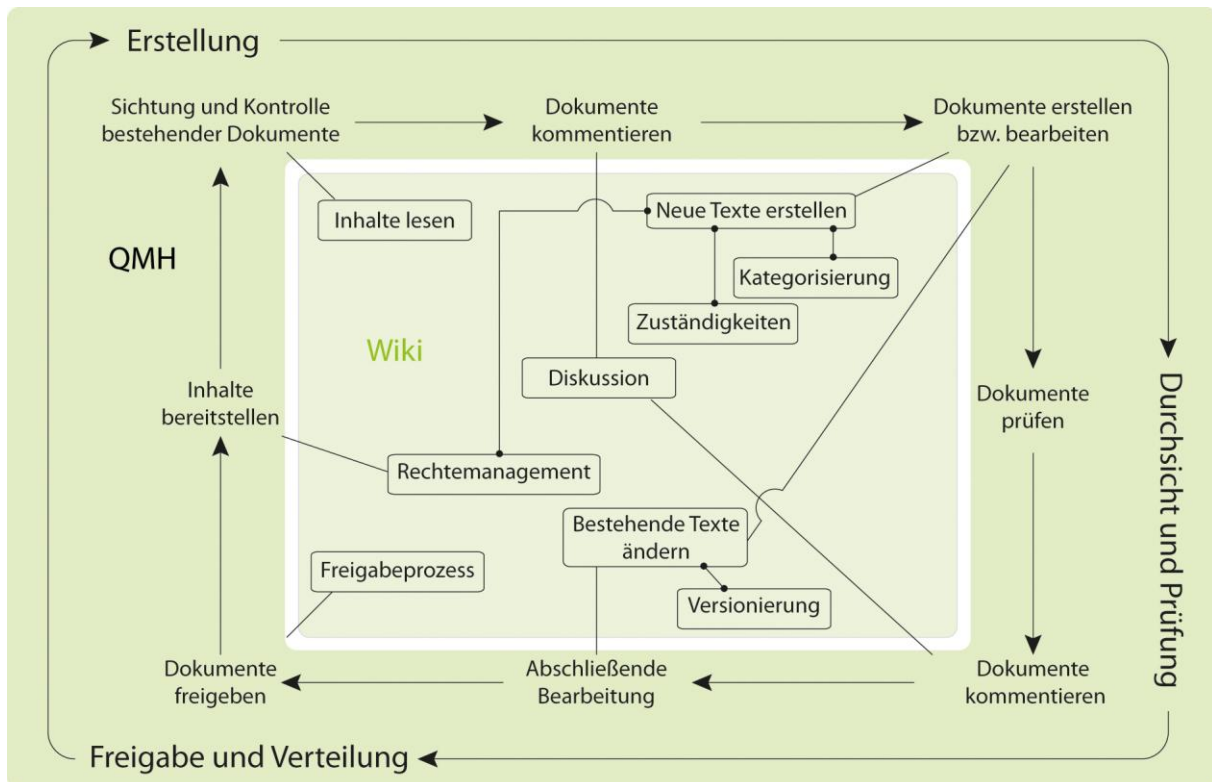 Erstellung
Sichtung und Kontrolle
bestehender Dokumente
Dokumente
kommentieren
Dokumente erstellen
bzw. bearbeiten
Inhalte lesen
Neue Texte erstellen
QMH
Kategorisierung
Zuständigkeiten
Wiki
Diskussion
Inhalte
bereitstellen
Dokumente
prüfen
Durchsicht und Prüfung
Rechtemanagement
Bestehende Texte
ändern
Freigabeprozess
Versionierung
Dokumente
freigeben
Abschließende
Bearbeitung
Dokumente
kommentieren
Freigabe und Verteilung